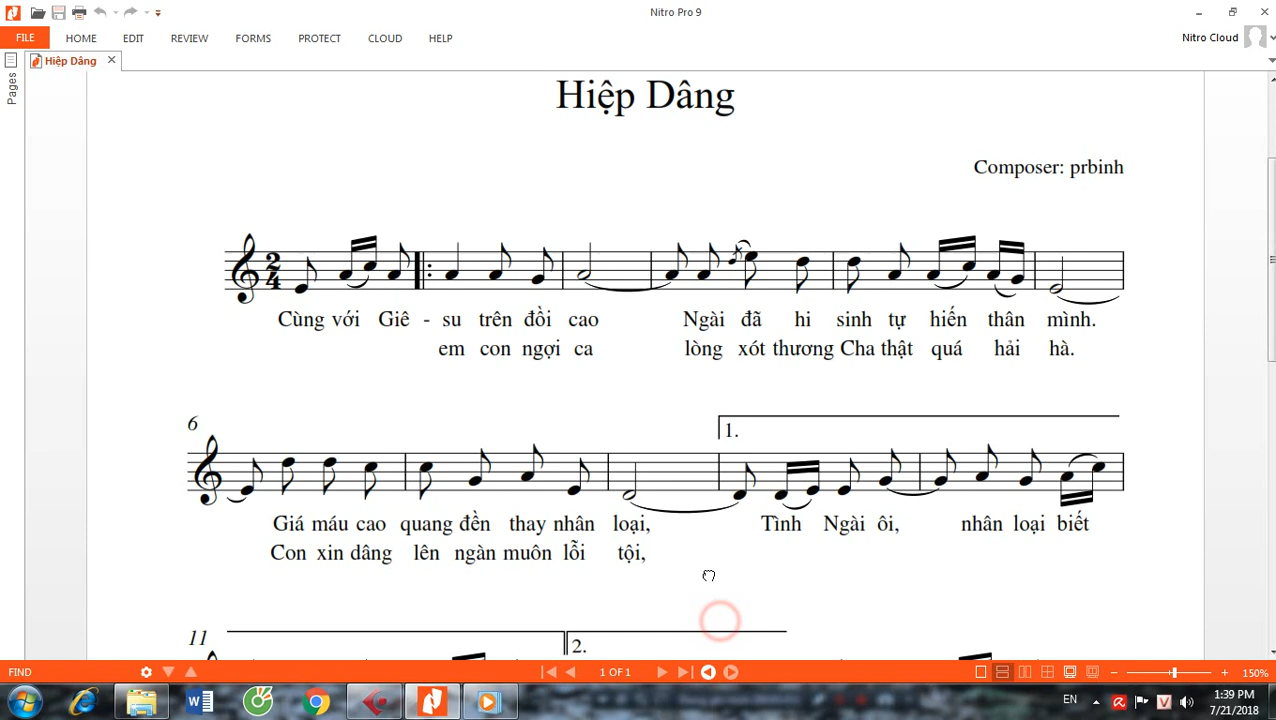 Nitro Pro 9
FILE HOME EDIT REVIEW FORMS PROTECT CLOUD HELP Nitro Cloud
Hiệp Dâng
Pages
Hiệp Dâng
Composer: prbinh
2
4
Cùng với Giê - su trên đồi cao Ngài đã hi sinh tự hiến thân mình.
em con ngợi ca lòng xót thương Cha thật quá hải hà.
6
1.
Giá máu cao quang đền thay nhân loại, Tình Ngài ôi, nhân loại biết
Con xin dâng lên ngàn muôn lỗi tội,
11
2.
FIND 1 OF 1 150%
EN 1:39 PM
7/21/2018